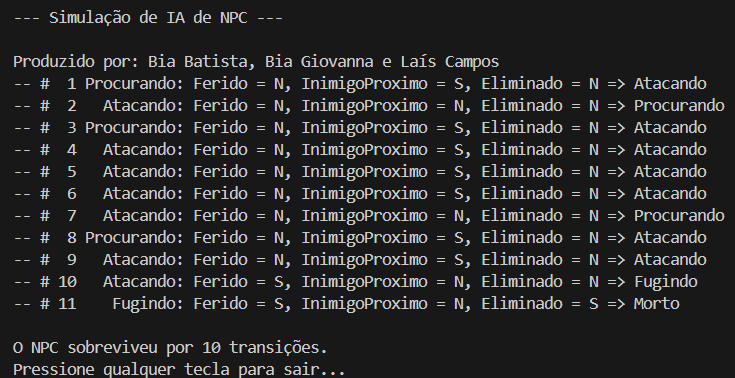 --- Simulação de IA de NPC ---
Produzido por: Bia Batista, Bia Giovanna e Laís Campos
-- #  1 Procurando: Ferido = N, InimigoProximo = S, Eliminado = N => Atacando
-- #  2   Atacando: Ferido = N, InimigoProximo = N, Eliminado = N => Procurando
-- #  3 Procurando: Ferido = N, InimigoProximo = S, Eliminado = N => Atacando
-- #  4   Atacando: Ferido = N, InimigoProximo = S, Eliminado = N => Atacando
-- #  5   Atacando: Ferido = N, InimigoProximo = S, Eliminado = N => Atacando
-- #  6   Atacando: Ferido = N, InimigoProximo = S, Eliminado = N => Atacando
-- #  7   Atacando: Ferido = N, InimigoProximo = N, Eliminado = N => Procurando
-- #  8 Procurando: Ferido = N, InimigoProximo = S, Eliminado = N => Atacando
-- #  9   Atacando: Ferido = N, InimigoProximo = S, Eliminado = N => Atacando
-- # 10   Atacando: Ferido = S, InimigoProximo = N, Eliminado = N => Fugindo
-- # 11    Fugindo: Ferido = S, InimigoProximo = N, Eliminado = S => Morto
O NPC sobreviveu por 10 transições.
Pressione qualquer tecla para sair...